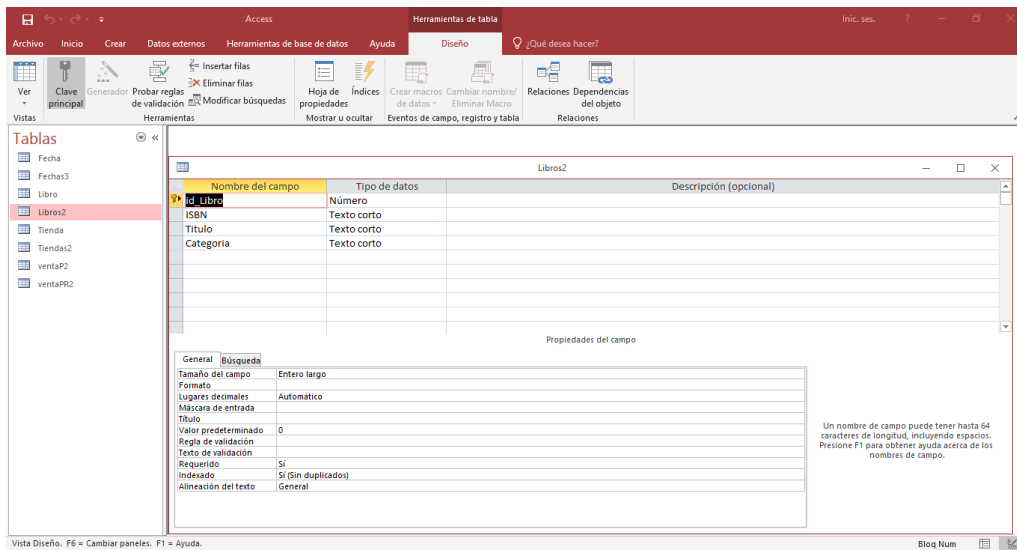 Access
Herramientas de tabla
Inic. ses.
?
Archivo Inicio Crear Datos externos Herramientas de base de datos Ayuda Diseño ¿Qué desea hacer?
Ver
Clave principal
Generador
Probar reglas de validación
Insertar filas
Eliminar filas
Modificar búsquedas
Hoja de propiedades
Índices
Crear macros de datos
Cambiar nombre/ Eliminar Macro
Relaciones
Dependencias del objeto
Vistas Herramientas Mostrar u ocultar Eventos de campo, registro y tabla Relaciones
Tablas
Fecha
Fechas3
Libro
Libros2
Tienda
Tiendas2
ventaP2
ventaPR2
Libros2
Nombre del campo Tipo de datos Descripción (opcional)
id_Libro Número
ISBN Texto corto
Titulo Texto corto
Categoria Texto corto
Propiedades del campo
General Búsqueda
Tamaño del campo Entero largo
Formato
Lugares decimales Automático
Máscara de entrada
Título
Valor predeterminado 0
Regla de validación
Texto de validación
Requerido Sí
Indexado Sí (Sin duplicados)
Alineación del texto General
Un nombre de campo puede tener hasta 64
caracteres de longitud, incluyendo espacios.
Presione F1 para obtener ayuda acerca de los
nombres de campo.
Vista Diseño. F6 = Cambiar paneles. F1 = Ayuda.
Bloq Num